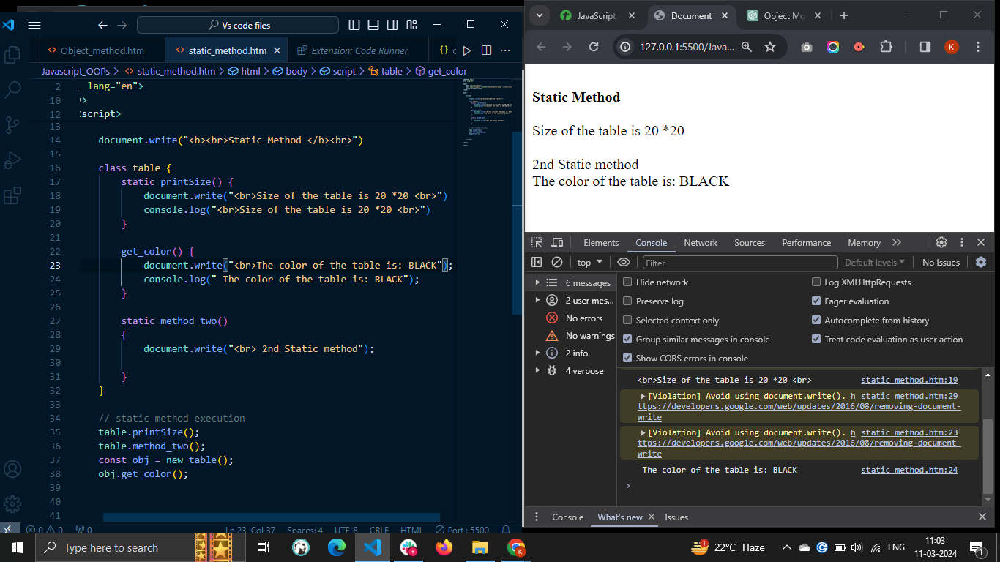 Vs code files
Object_method.htm
static_method.htm
Extension: Code Runner
Javascript_OOPs > static_method.htm > html > body > script > table > get_color
2 lang="en">
10 >
12 script>
13
14 document.write("<b><br>Static Method </b><br>")
15
16 class table {
17 static printSize() {
18 document.write("<br>Size of the table is 20 *20 <br>")
19 console.log("<br>Size of the table is 20 *20 <br>")
20 }
21
22 get_color() {
23 document.write("<br>The color of the table is: BLACK");
24 console.log(" The color of the table is: BLACK");
25 }
26
27 static method_two()
28 {
29 document.write("<br> 2nd Static method");
30
31 }
32 }
33
34 // static method execution
35 table.printSize();
36 table.method_two();
37 const obj = new table();
38 obj.get_color();
39
40
41
0 0 0 Ln 23, Col 37 Spaces: 4 UTF-8 CRLF HTML Port : 5500
JavaScript
Document
Object Mo
127.0.0.1:5500/Java...
K
Static Method
Size of the table is 20 *20
2nd Static method
The color of the table is: BLACK
Elements Console Network Sources Performance Memory
top Filter Default levels No Issues
6 messages
2 user mes...
No errors
No warnings
2 info
4 verbose
Hide network
Log XMLHttpRequests
Preserve log
Eager evaluation
Selected context only
Autocomplete from history
Group similar messages in console
Treat code evaluation as user action
Show CORS errors in console
<br>Size of the table is 20 *20 <br> static method.htm:19
[Violation] Avoid using document.write(). h static method.htm:29
ttps://developers.google.com/web/updates/2016/08/removing-document-
write
[Violation] Avoid using document.write(). h static method.htm:23
ttps://developers.google.com/web/updates/2016/08/removing-document-
write
The color of the table is: BLACK static method.htm:24
Console What's new Issues
Type here to search
1
22°C Haze
ENG
11:03
11-03-2024
1